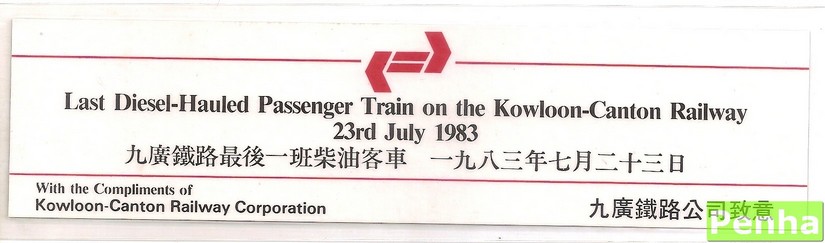 Last Diesel-Hauled Passenger Train on the Kowloon-Canton Railway
23rd July 1983
九廣鐵路最後一班柴油客車 一九八三年七月二十三日
With the Compliments of
Kowloon-Canton Railway Corporation
九廣鐵路公司致意
Penha